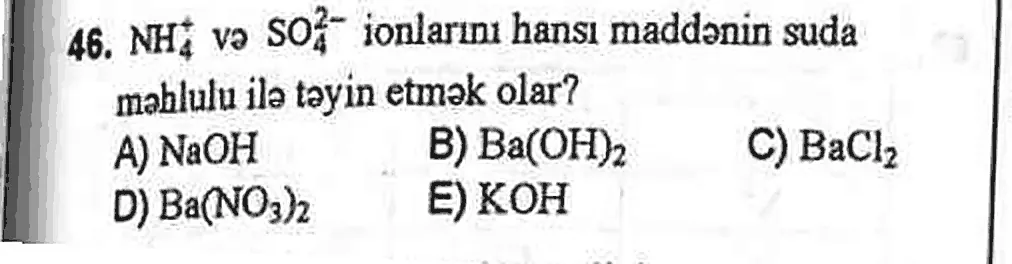 46. NH₄⁺ və SO₄²⁻ ionlarını hansı maddənin suda
məhlulu ilə təyin etmək olar?
A) NaOH B) Ba(OH)₂ C) BaCl₂
D) Ba(NO₃)₂ E) KOH